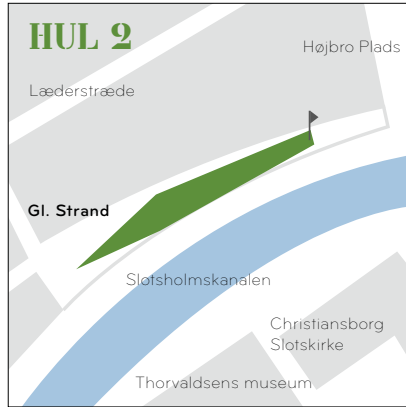 HUL 2
Højbro Plads
Læderstræde
Gl. Strand
Slotsholmskanalen
Christiansborg
Slotskirke
Thorvaldsens museum